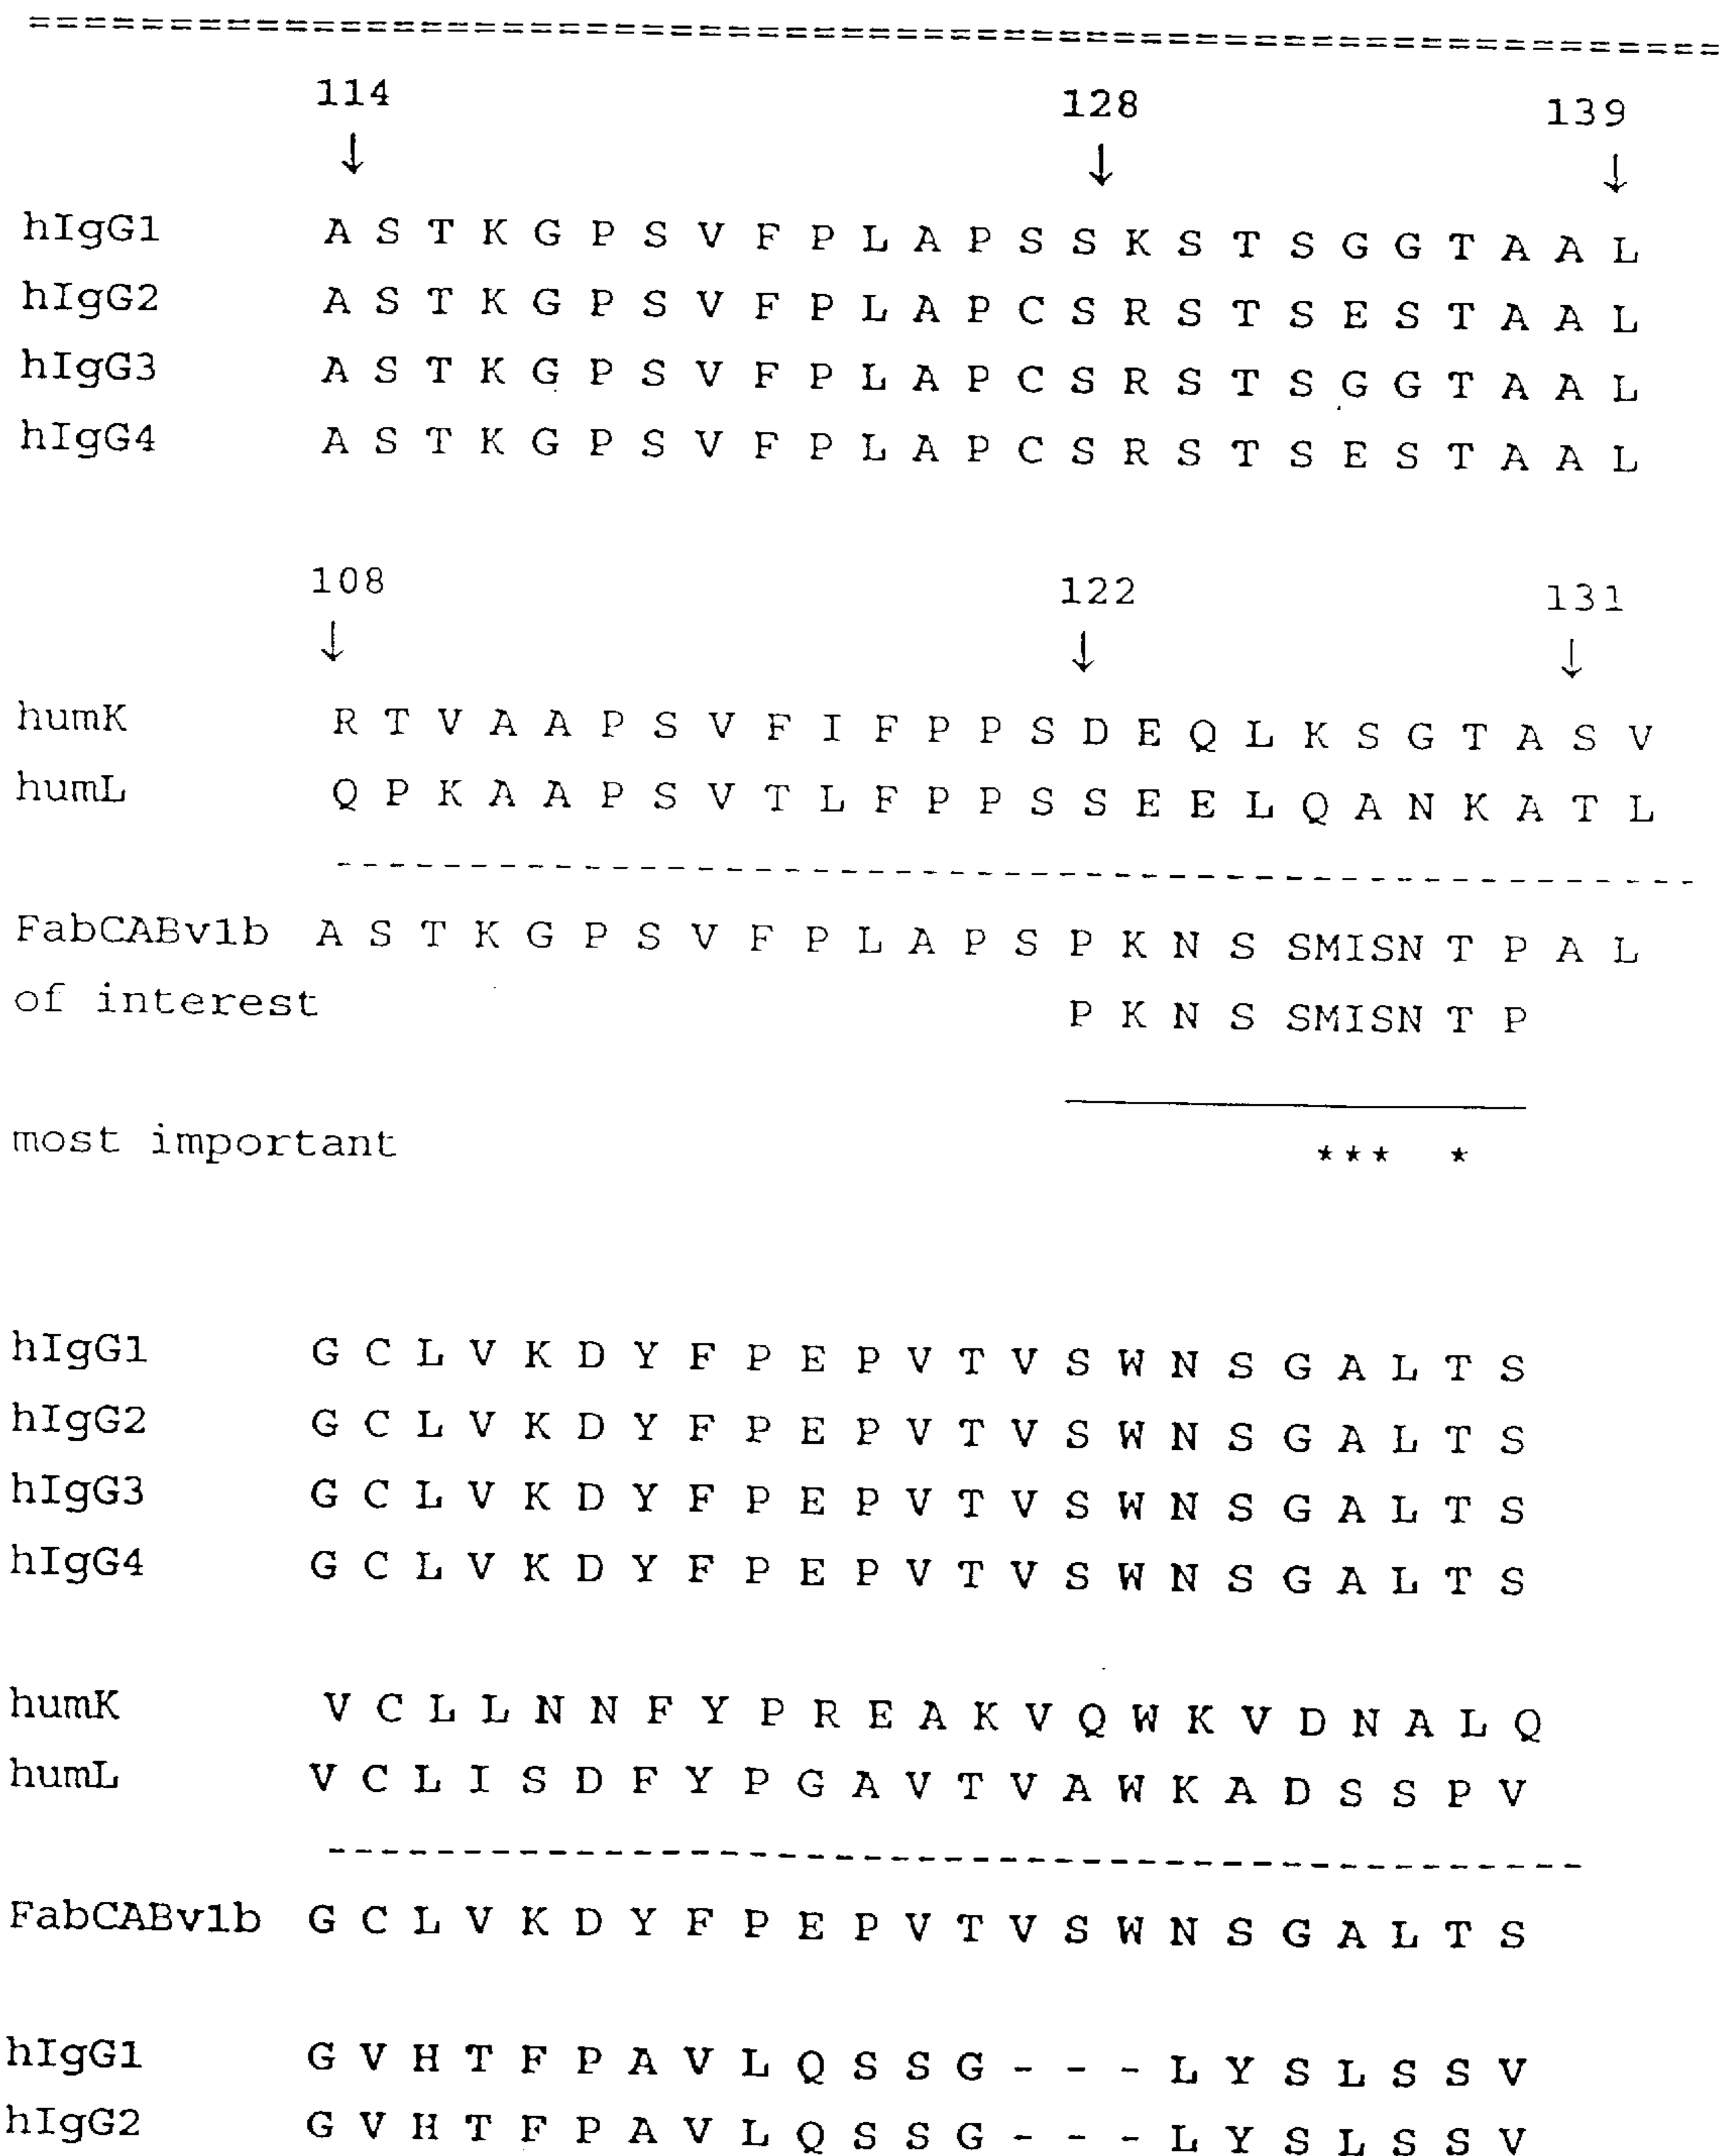 ============================================================
114 128 139
↓ ↓ ↓
hIgG1 A S T K G P S V F P L A P S S K S T S G G T A A L
hIgG2 A S T K G P S V F P L A P C S R S T S E S T A A L
hIgG3 A S T K G P S V F P L A P C S R S T S G G T A A L
hIgG4 A S T K G P S V F P L A P C S R S T S E S T A A L
108 122 131
↓ ↓ ↓
humK R T V A A P S V F I F P P S D E Q L K S G T A S V
humL Q P K A A P S V T L F P P S S E E L Q A N K A T L
------------------------------------------------
FabCABv1b A S T K G P S V F P L A P S P K N S SMISN T P A L
of interest P K N S SMISN T P
most important *** *
hIgG1 G C L V K D Y F P E P V T V S W N S G A L T S
hIgG2 G C L V K D Y F P E P V T V S W N S G A L T S
hIgG3 G C L V K D Y F P E P V T V S W N S G A L T S
hIgG4 G C L V K D Y F P E P V T V S W N S G A L T S
humK V C L L N N F Y P R E A K V Q W K V D N A L Q
humL V C L I S D F Y P G A V T V A W K A D S S P V
-----------------------------------------------
FabCABv1b G C L V K D Y F P E P V T V S W N S G A L T S
hIgG1 G V H T F P A V L Q S S G - - - L Y S L S S V
hIgG2 G V H T F P A V L Q S S G - - - L Y S L S S V